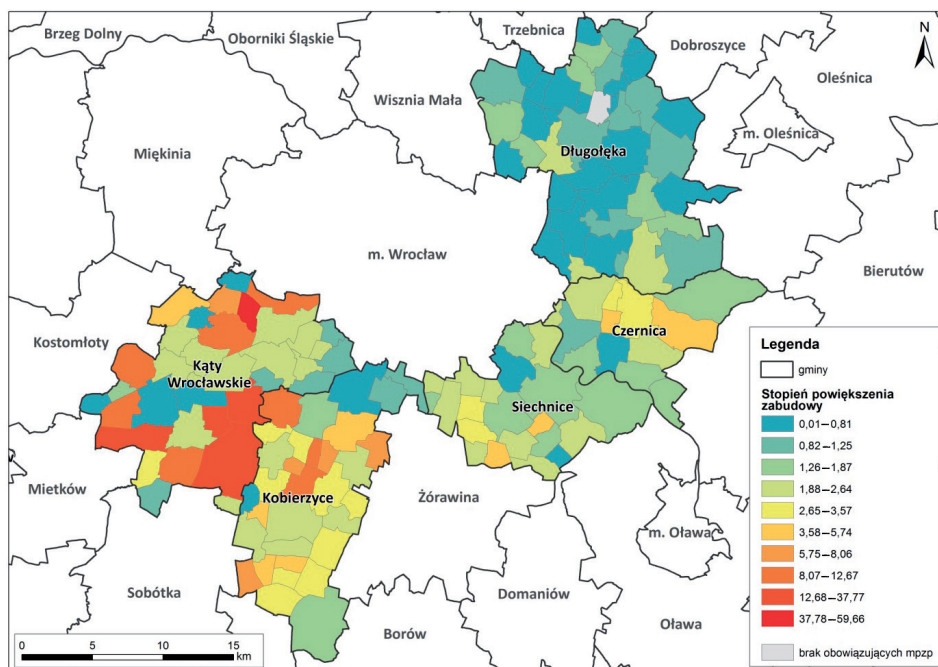 Brzeg Dolny
Oborniki Śląskie
Trzebnica
Dobroszyce
N
Oleśnica
Wisznia Mała
m. Oleśnica
Miękinia
Długołęka
m. Wrocław
Bierutów
Kostomłoty
Czernica
Kąty
Wrocławskie
Siechnice
Mietków
Kobierzyce
Żórawina
m. Oława
Sobótka
Domaniów
Borów
Oława
Legenda
gminy
Stopień powiększenia
zabudowy
0,01–0,81
0,82–1,25
1,26–1,87
1,88–2,64
2,65–3,57
3,58–5,74
5,75–8,06
8,07–12,67
12,68–37,77
37,78–59,66
brak obowiązujących mpzp
0 5 10 15
km